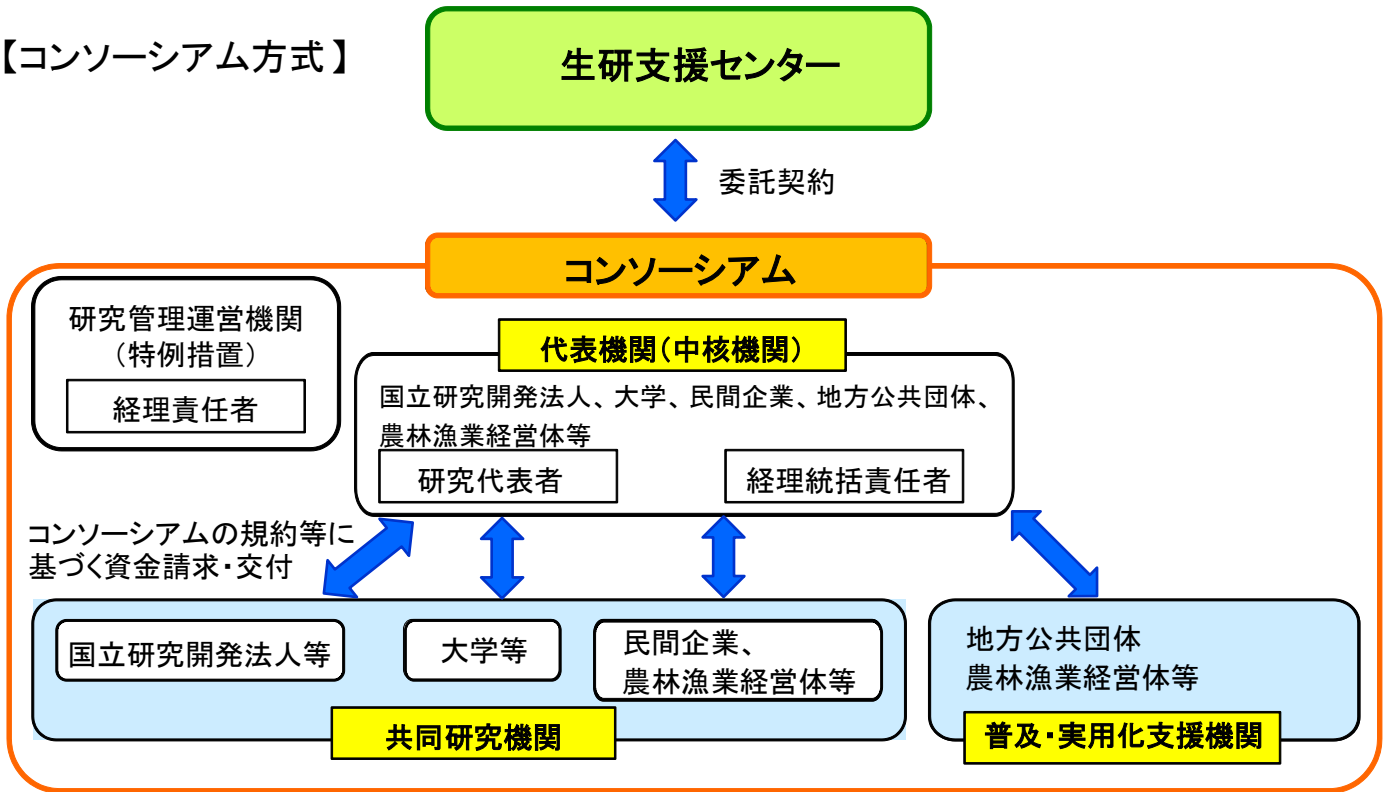 【コンソーシアム方式】
生研支援センター
委託契約
コンソーシアム
研究管理運営機関
（特例措置）
経理責任者
代表機関（中核機関）
国立研究開発法人、大学、民間企業、地方公共団体、
農林漁業経営体等
研究代表者
経理統括責任者
コンソーシアムの規約等に
基づく資金請求・交付
国立研究開発法人等
大学等
民間企業、
農林漁業経営体等
共同研究機関
地方公共団体
農林漁業経営体等
普及・実用化支援機関